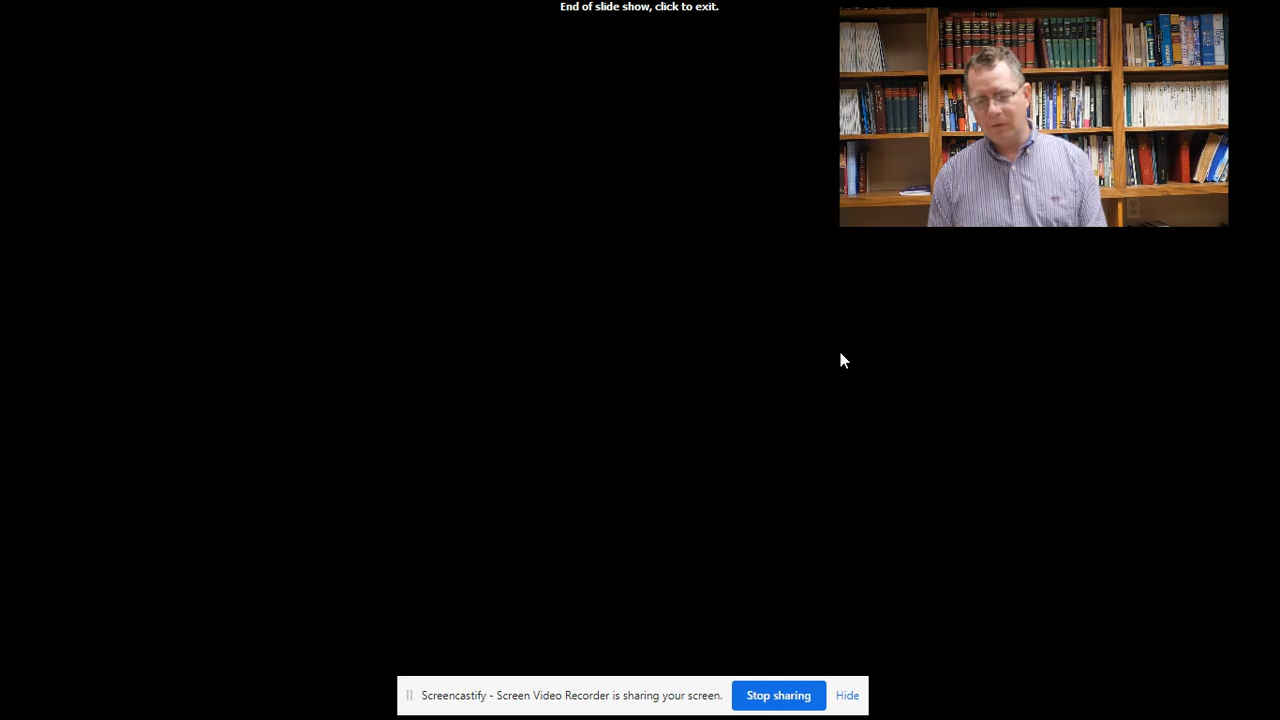 End of slide show, click to exit.
Screencastify - Screen Video Recorder is sharing your screen.
Stop sharing
Hide